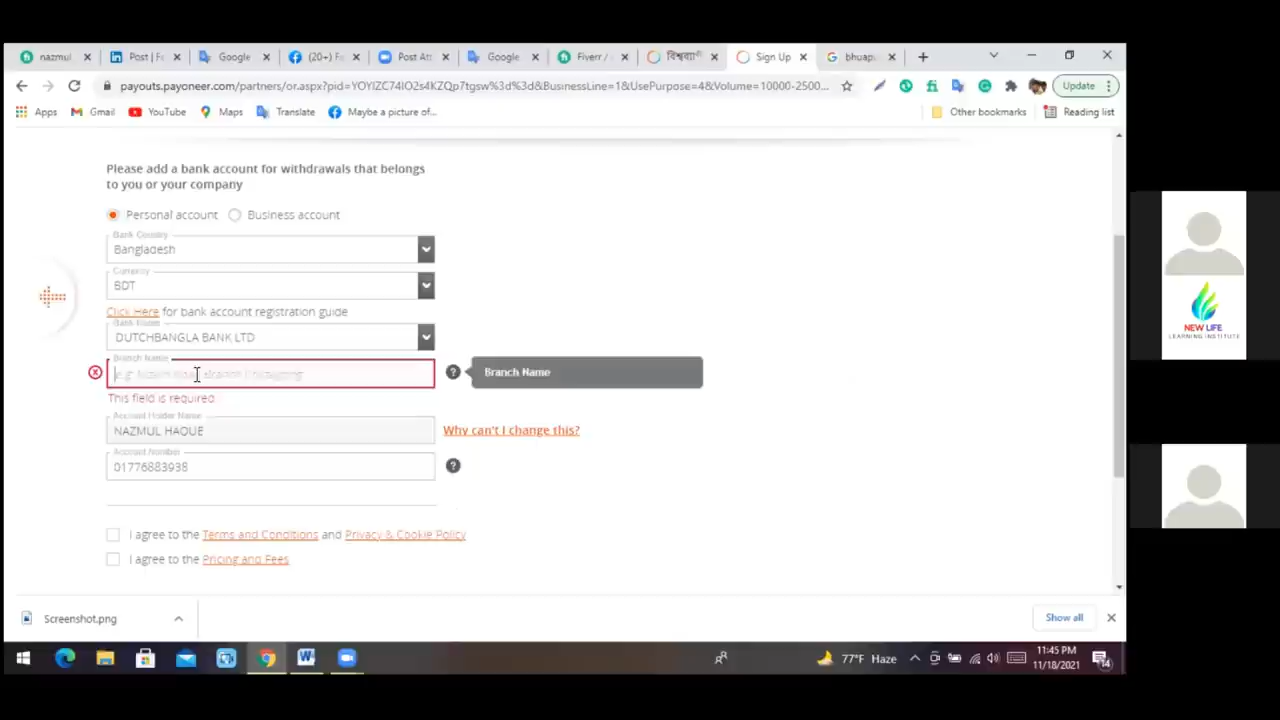 nazmul
Post | Fe
Google
(20+) Fa
Post Att
Google
Fiverr /
বিশ্বব্যাপী
Sign Up
bhuapu
payouts.payoneer.com/partners/or.aspx?pid=YOYIZC74IO2s4KZQp7tgsw%3d%3d&BusinessLine=1&UsePurpose=4&Volume=10000-2500...
Update
Apps
Gmail
YouTube
Maps
Translate
Maybe a picture of...
Other bookmarks
Reading list
Please add a bank account for withdrawals that belongs
to you or your company
Personal account
Business account
Bank Country
Bangladesh
Currency
BDT
Click Here for bank account registration guide
Bank Name
DUTCHBANGLA BANK LTD
Branch Name
Branch Name
This field is required
Account Holder Name
NAZMUL HAQUE
Why can't I change this?
Account Number
01776883938
I agree to the Terms and Conditions and Privacy & Cookie Policy
I agree to the Pricing and Fees
Screenshot.png
Show all
77°F Haze
11:45 PM
11/18/2021
14
NEW LIFE
LEARNING INSTITUTE